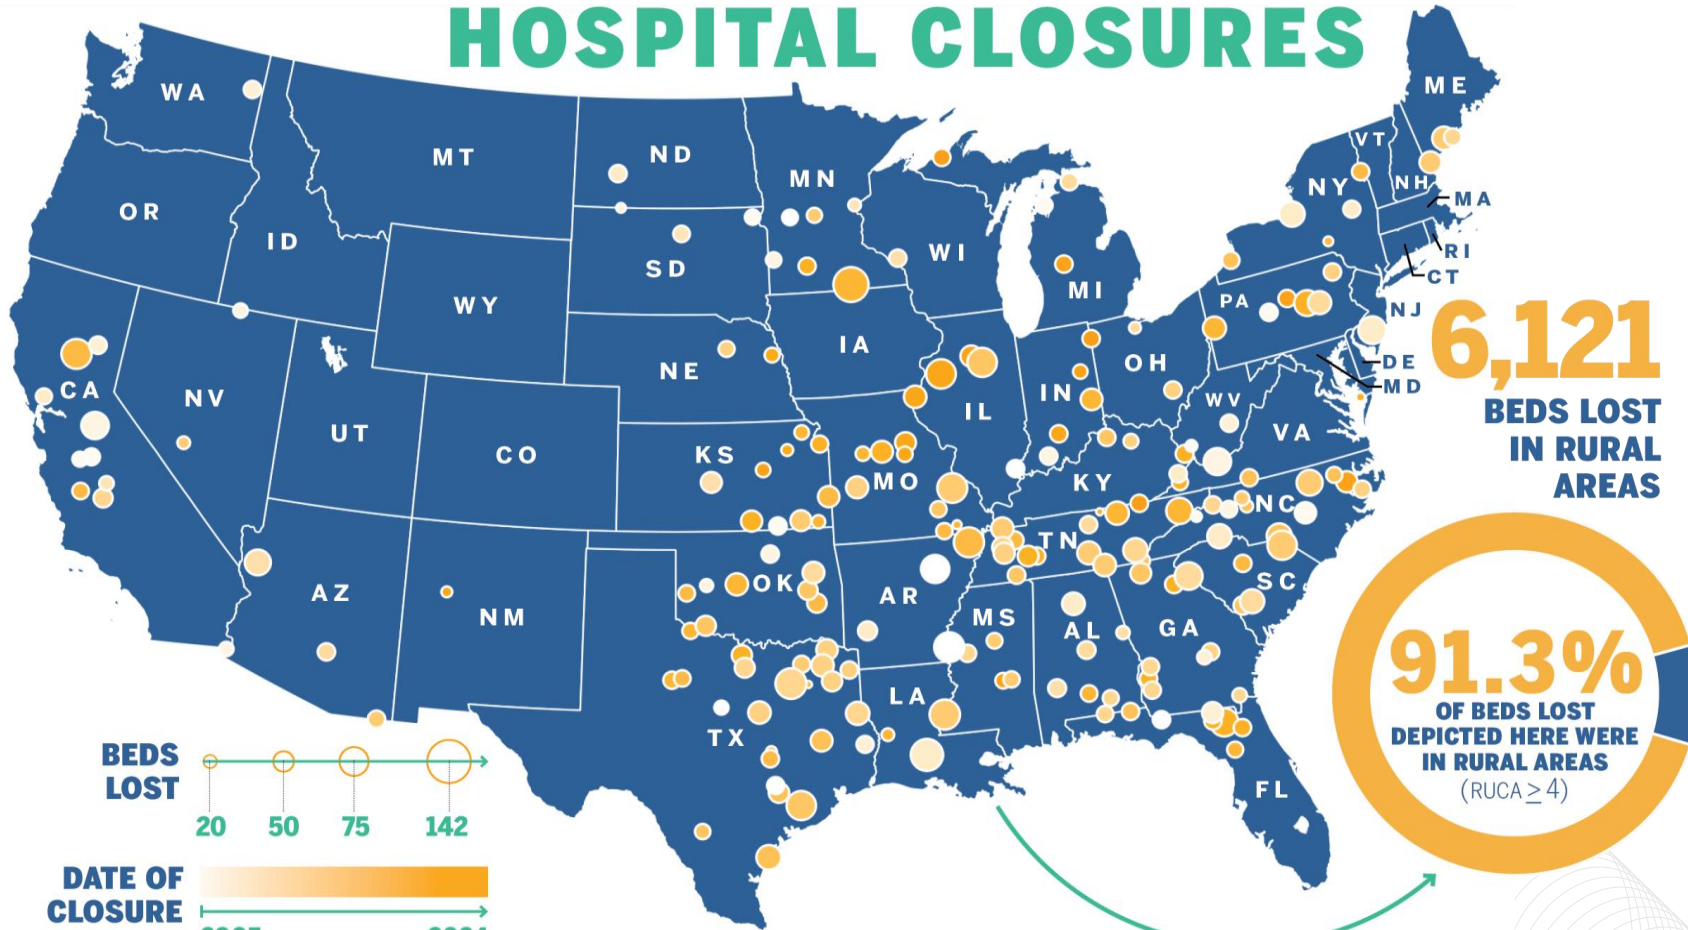 HOSPITAL CLOSURES
WA
MT
ND
MN
ME
VT
NH
NY
MA
RI
CT
OR
ID
SD
WI
MI
WY
PA
NJ
DE
MD
IA
NE
OH
IN
IL
WV
VA
CA
NV
UT
CO
KS
MO
KY
NC
TN
SC
AZ
NM
OK
AR
MS
AL
GA
LA
TX
FL
6,121
BEDS LOST
IN RURAL
AREAS
91.3%
OF BEDS LOST
DEPICTED HERE WERE
IN RURAL AREAS
(RUCA ≥ 4)
BEDS
LOST
20 50 75 142
DATE OF
CLOSURE